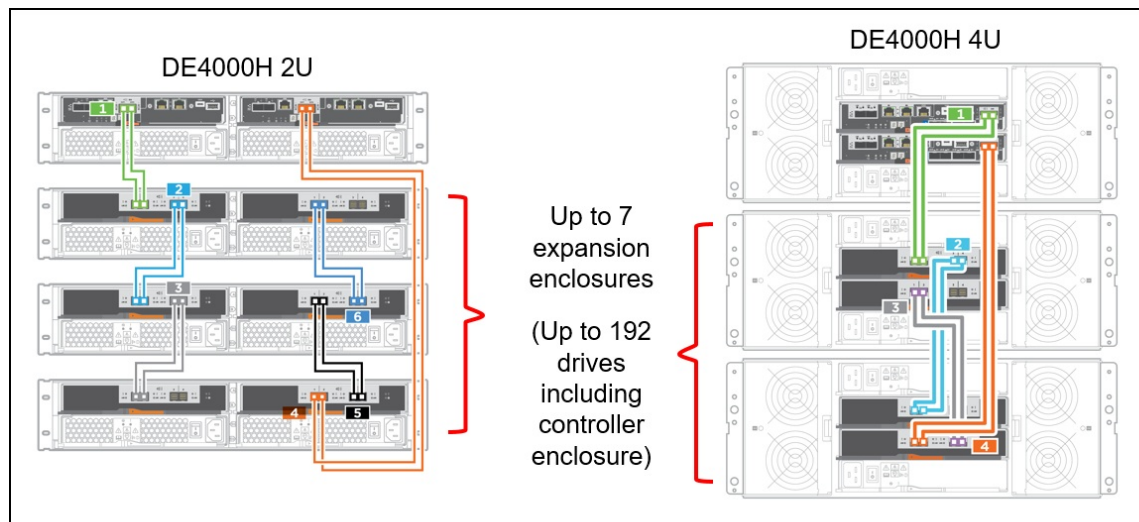 DE4000H 2U
1
2
3
6
4
5
Up to 7
expansion
enclosures
(Up to 192
drives
including
controller
enclosure)
DE4000H 4U
1
2
3
4